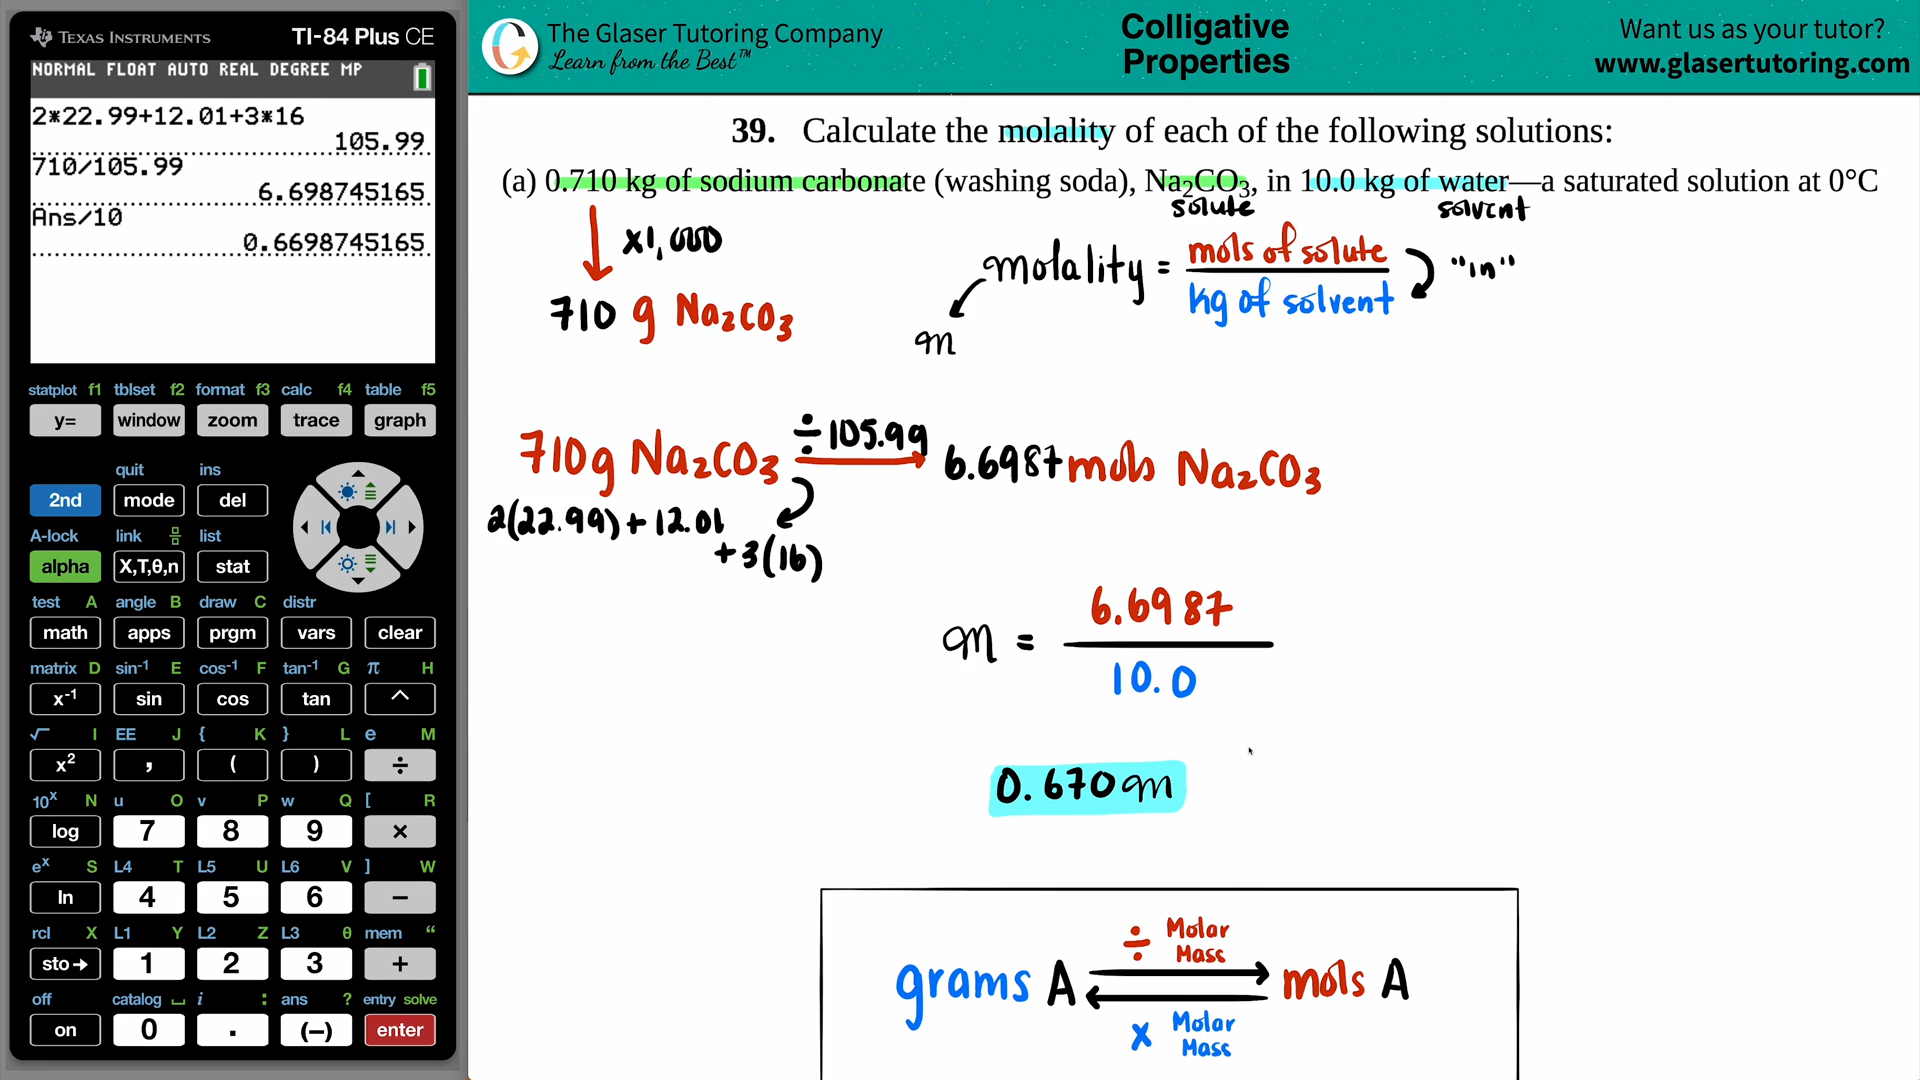 TEXAS INSTRUMENTS TI-84 Plus CE
NORMAL FLOAT AUTO REAL DEGREE MP
2*22.99+12.01+3*16
105.99
710/105.99
6.698745165
Ans/10
0.6698745165
statplot f1 tblset f2 format f3 calc f4 table f5
y= window zoom trace graph
quit ins
2nd mode del
A-lock link list
alpha X,T,θ,n stat
test A angle B draw C distr
math apps prgm vars clear
matrix D sin-1 E cos-1 F tan-1 G π H
x-1 sin cos tan ^
√ I EE J { K } L e M
x2 , ( ) ÷
10x N u O v P w Q [ R
log 7 8 9 ×
ex S L4 T L5 U L6 V ] W
ln 4 5 6 −
rcl X L1 Y L2 Z L3 θ mem "
sto→ 1 2 3 +
off catalog ⎵ i : ans ? entry solve
on 0 . (−) enter
The Glaser Tutoring Company
Learn from the Best™
Colligative
Properties
Want us as your tutor?
www.glasertutoring.com
39. Calculate the molality of each of the following solutions:
(a) 0.710 kg of sodium carbonate (washing soda), Na₂CO₃, in 10.0 kg of water—a saturated solution at 0°C
solute solvent
x1,000
710 g Na₂CO₃
molality = mols of solute
kg of solvent
"in"
m
710g Na₂CO₃ ÷105.99 6.6987 mols Na₂CO₃
2(22.99) + 12.01
+ 3(16)
m = 6.6987
10.0
0.670 m
÷ Molar
Mass
grams A mols A
x Molar
Mass